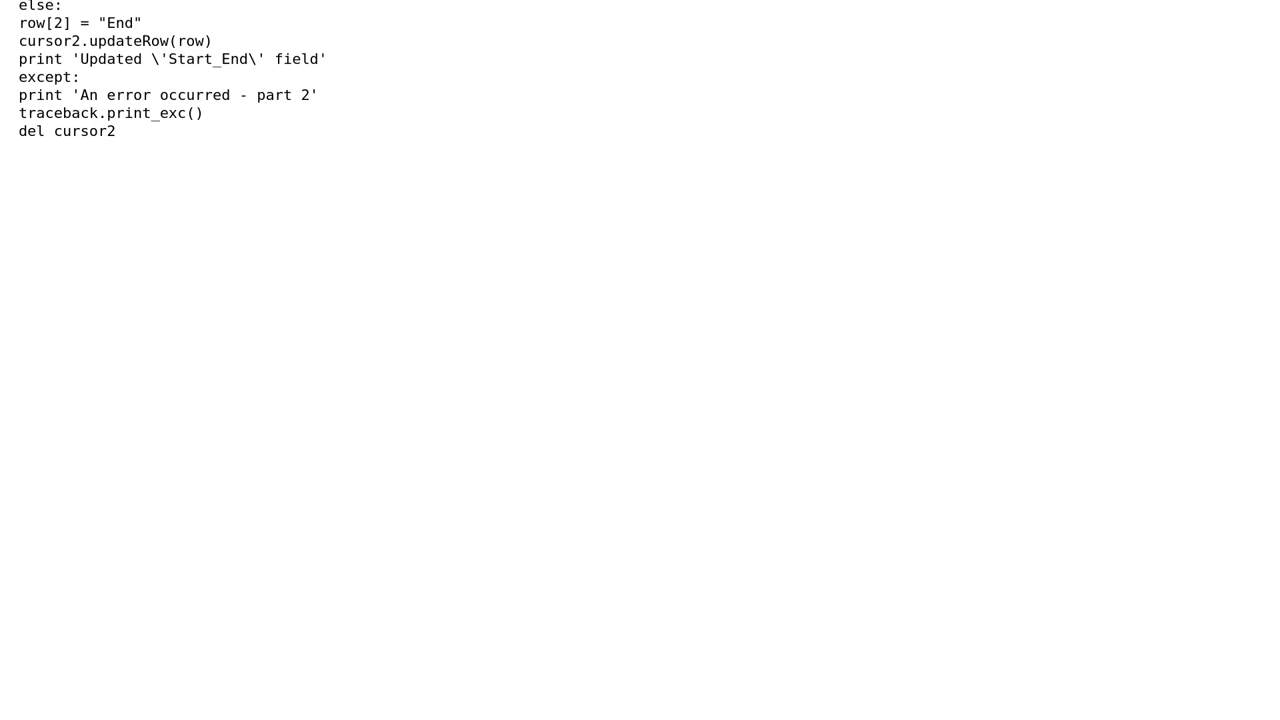 else:
row[2] = "End"
cursor2.updateRow(row)
print 'Updated \'Start_End\' field'
except:
print 'An error occurred - part 2'
traceback.print_exc()
del cursor2